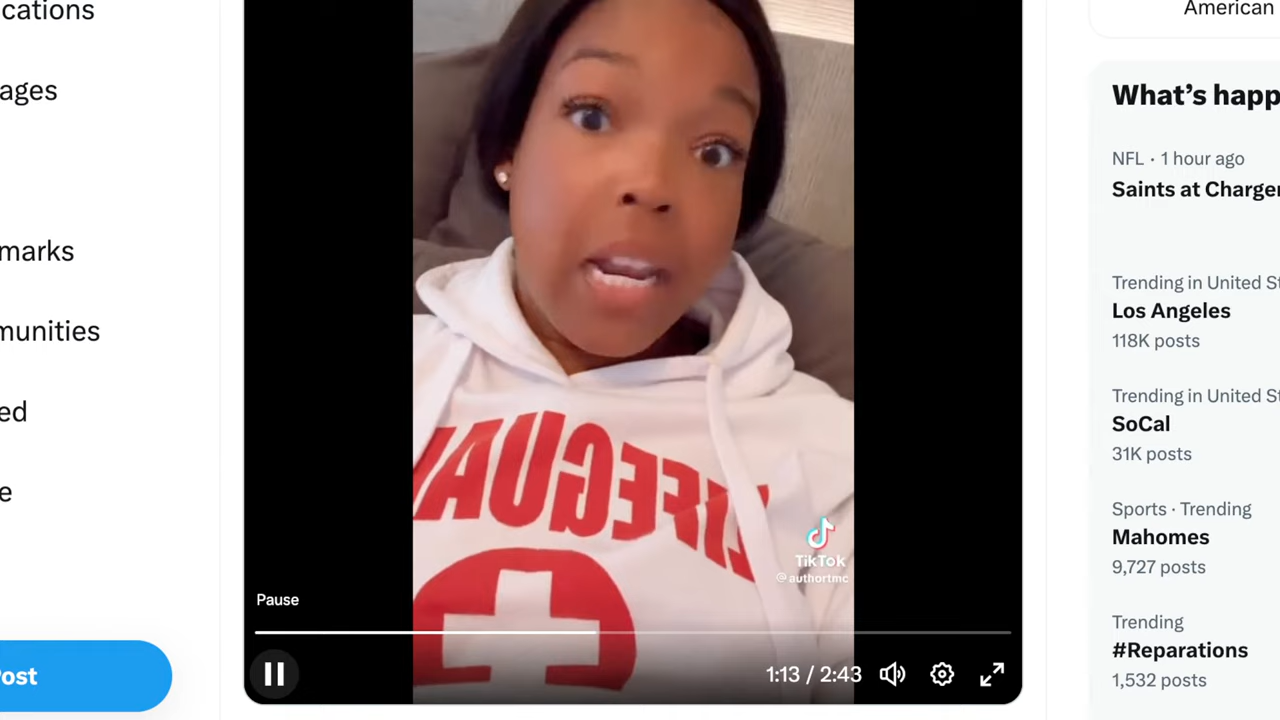 cations
ages
marks
munities
ed
e
ost
LIFEGUA
TikTok
@authortmc
Pause
1:13 / 2:43
American
What's happ
NFL · 1 hour ago
Saints at Charger
Trending in United St
Los Angeles
118K posts
Trending in United St
SoCal
31K posts
Sports · Trending
Mahomes
9,727 posts
Trending
#Reparations
1,532 posts